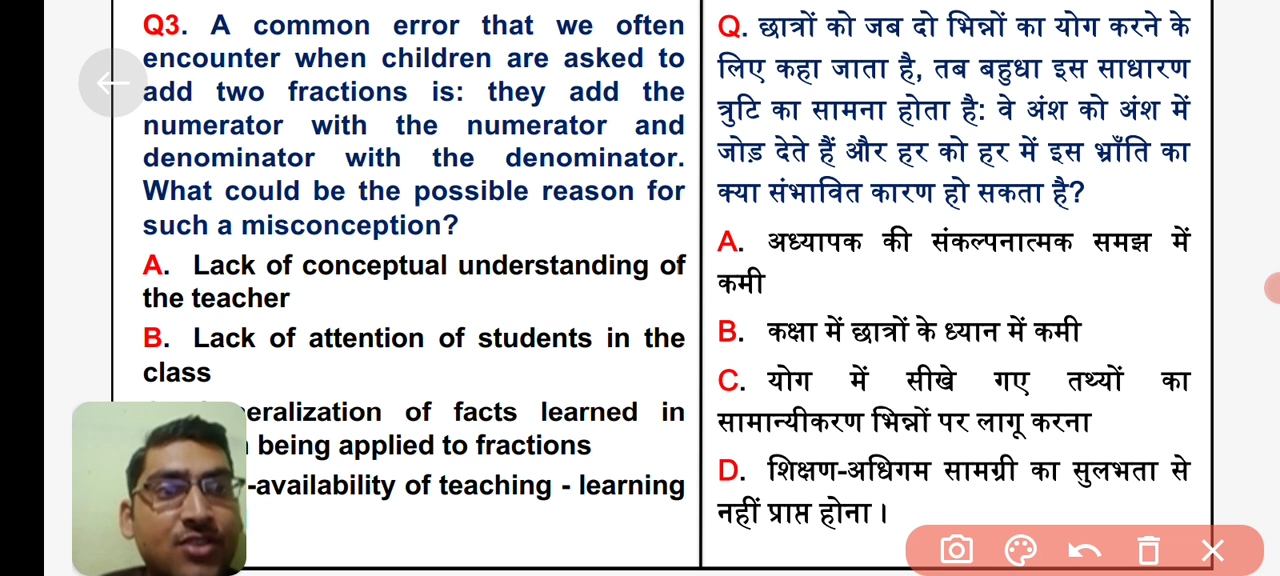 Q3. A common error that we often
encounter when children are asked to
add two fractions is: they add the
numerator with the numerator and
denominator with the denominator.
What could be the possible reason for
such a misconception?
A. Lack of conceptual understanding of
the teacher
B. Lack of attention of students in the
class
eralization of facts learned in
being applied to fractions
-availability of teaching - learning
Q. छात्रों को जब दो भिन्नों का योग करने के
लिए कहा जाता है, तब बहुधा इस साधारण
त्रुटि का सामना होता है: वे अंश को अंश में
जोड़ देते हैं और हर को हर में इस भ्राँति का
क्या संभावित कारण हो सकता है?
A. अध्यापक की संकल्पनात्मक समझ में
कमी
B. कक्षा में छात्रों के ध्यान में कमी
C. योग में सीखे गए तथ्यों का
सामान्यीकरण भिन्नों पर लागू करना
D. शिक्षण-अधिगम सामग्री का सुलभता से
नहीं प्राप्त होना।